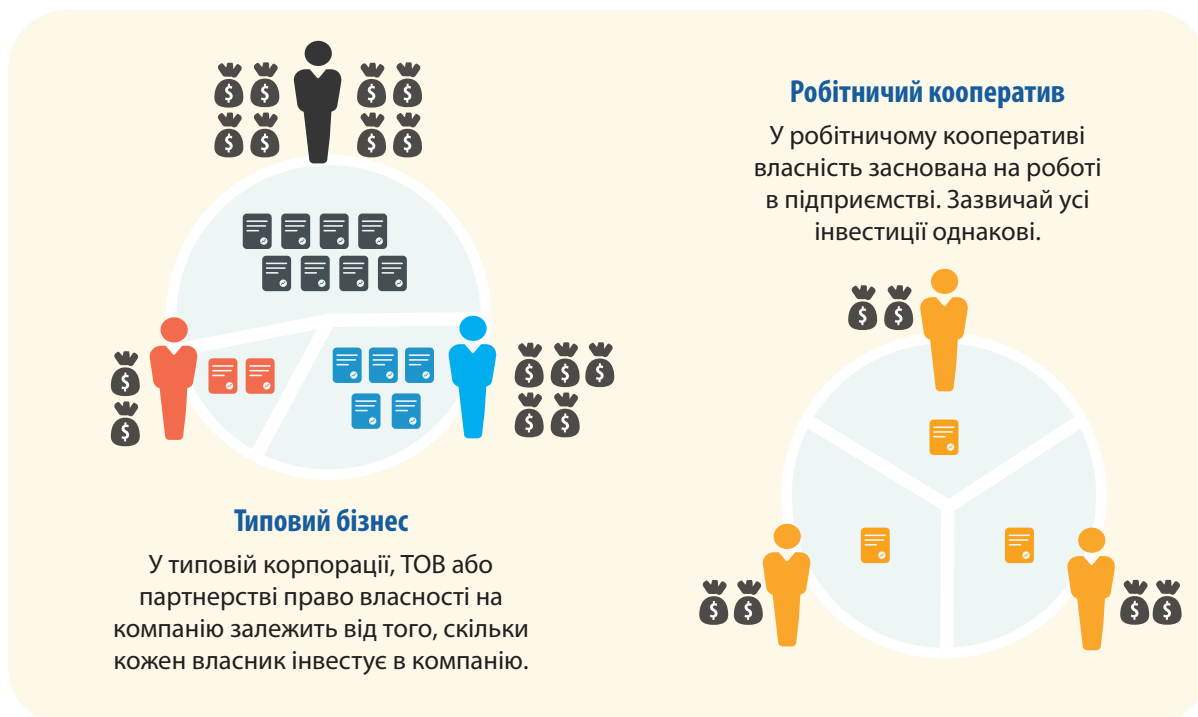 Типовий бізнес
У типовій корпорації, ТОВ або
партнерстві право власності на
компанію залежить від того, скільки
кожен власник інвестує в компанію.
Робітничий кооператив
У робітничому кооперативі
власність заснована на роботі
в підприємстві. Зазвичай усі
інвестиції однакові.